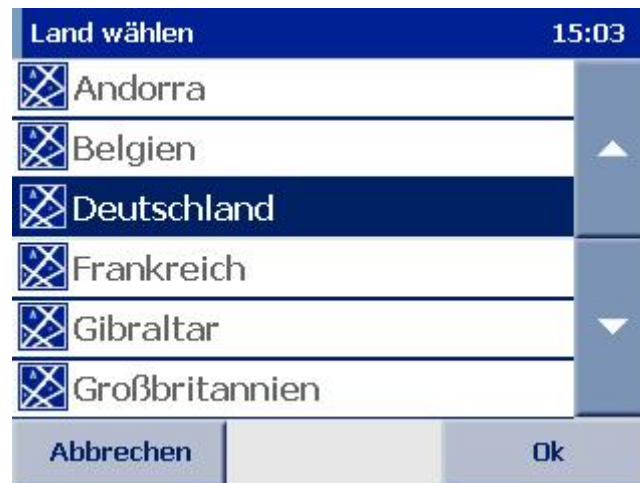 Land wählen 15:03
Andorra
Belgien
Deutschland
Frankreich
Gibraltar
Großbritannien
Abbrechen Ok